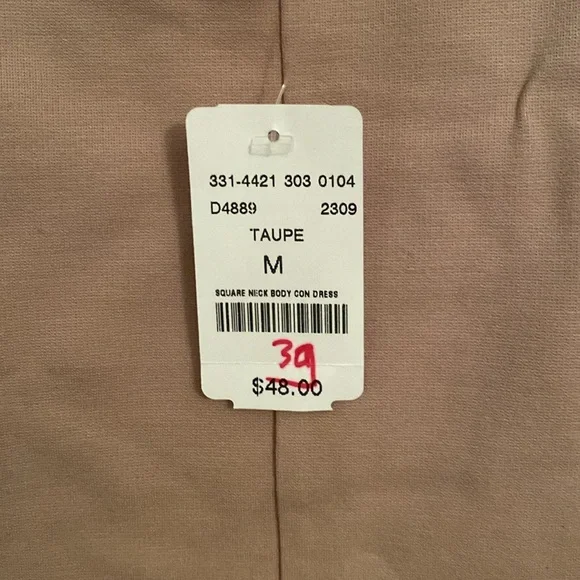 331-4421 303 0104
D4889 2309
TAUPE
M
SQUARE NECK BODY CON DRESS
39
$48.00